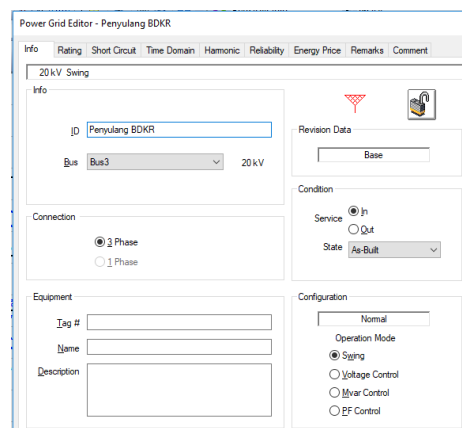 Power Grid Editor - Penyulang BDKR
Info Rating Short Circuit Time Domain Harmonic Reliability Energy Price Remarks Comment
20 kV Swing
Info
ID Penyulang BDKR
Bus Bus3 20 kV
Revision Data
Base
Condition
Service In
Out
State As-Built
Connection
3 Phase
1 Phase
Equipment
Tag #
Name
Description
Configuration
Normal
Operation Mode
Swing
Voltage Control
Mvar Control
PF Control